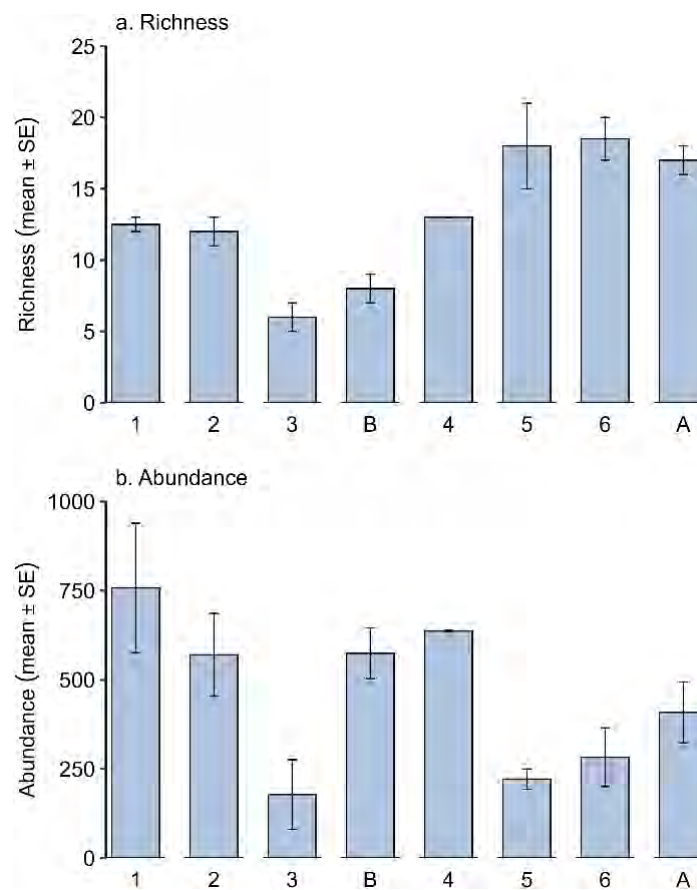 a. Richness
25
20
15
10
5
0
Richness (mean ± SE)
1 2 3 B 4 5 6 A
b. Abundance
1000
750
500
250
0
Abundance (mean ± SE)
1 2 3 B 4 5 6 A